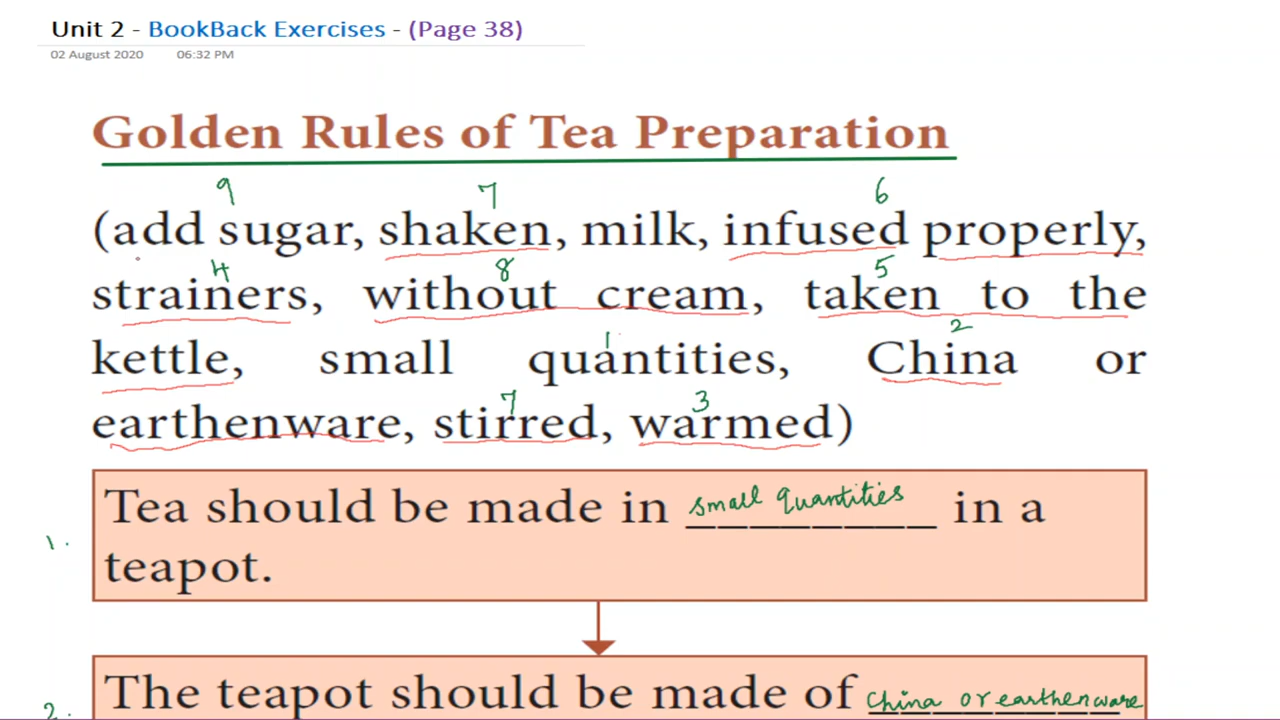 Unit 2 - BookBack Exercises - (Page 38)
02 August 2020 06:32 PM
Golden Rules of Tea Preparation
9 7 6
(add sugar, shaken, milk, infused properly,
4 8 5
strainers, without cream, taken to the
1 2
kettle, small quantities, China or
7 3
earthenware, stirred, warmed)
1. Tea should be made in small quantities in a
teapot.
2. The teapot should be made of China or earthenware